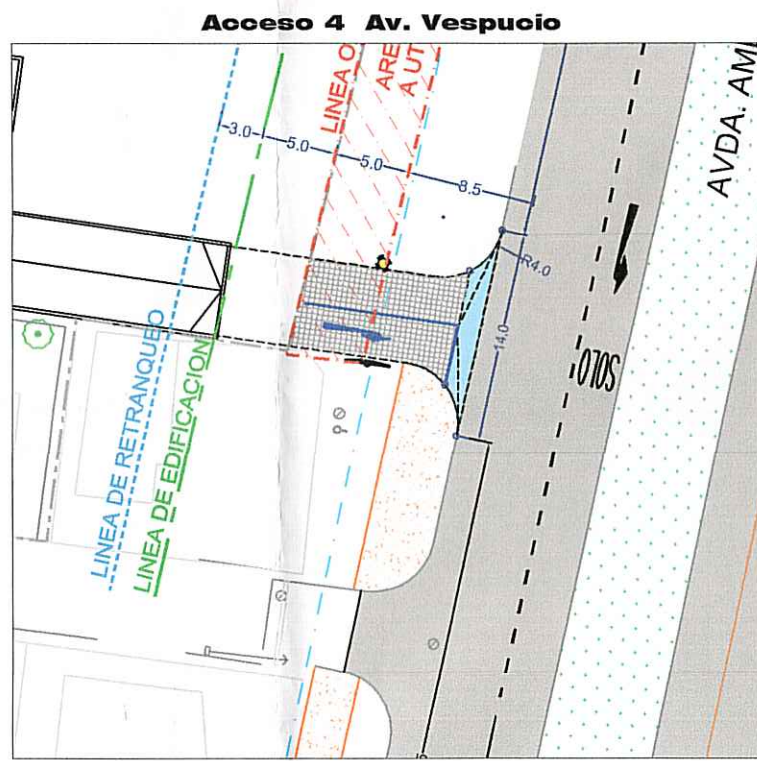 Acceso 4 Av. Vespucio
LINEA O
ARE
A UT
AVDA. AM
3.0
5.0
5.0
8.5
R4.0
14.0
SOLO
LINEA DE RETRANQUEO
LINEA DE EDIFICACION